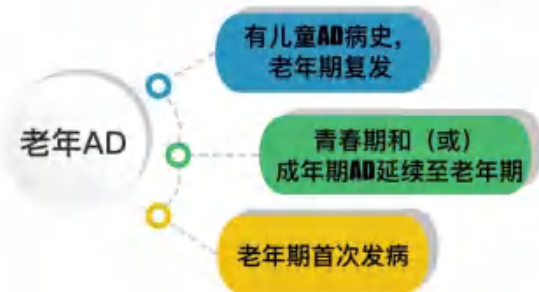 老年AD
有儿童AD病史，
老年期复发
青春期和（或）
成年期AD延续至老年期
老年期首次发病